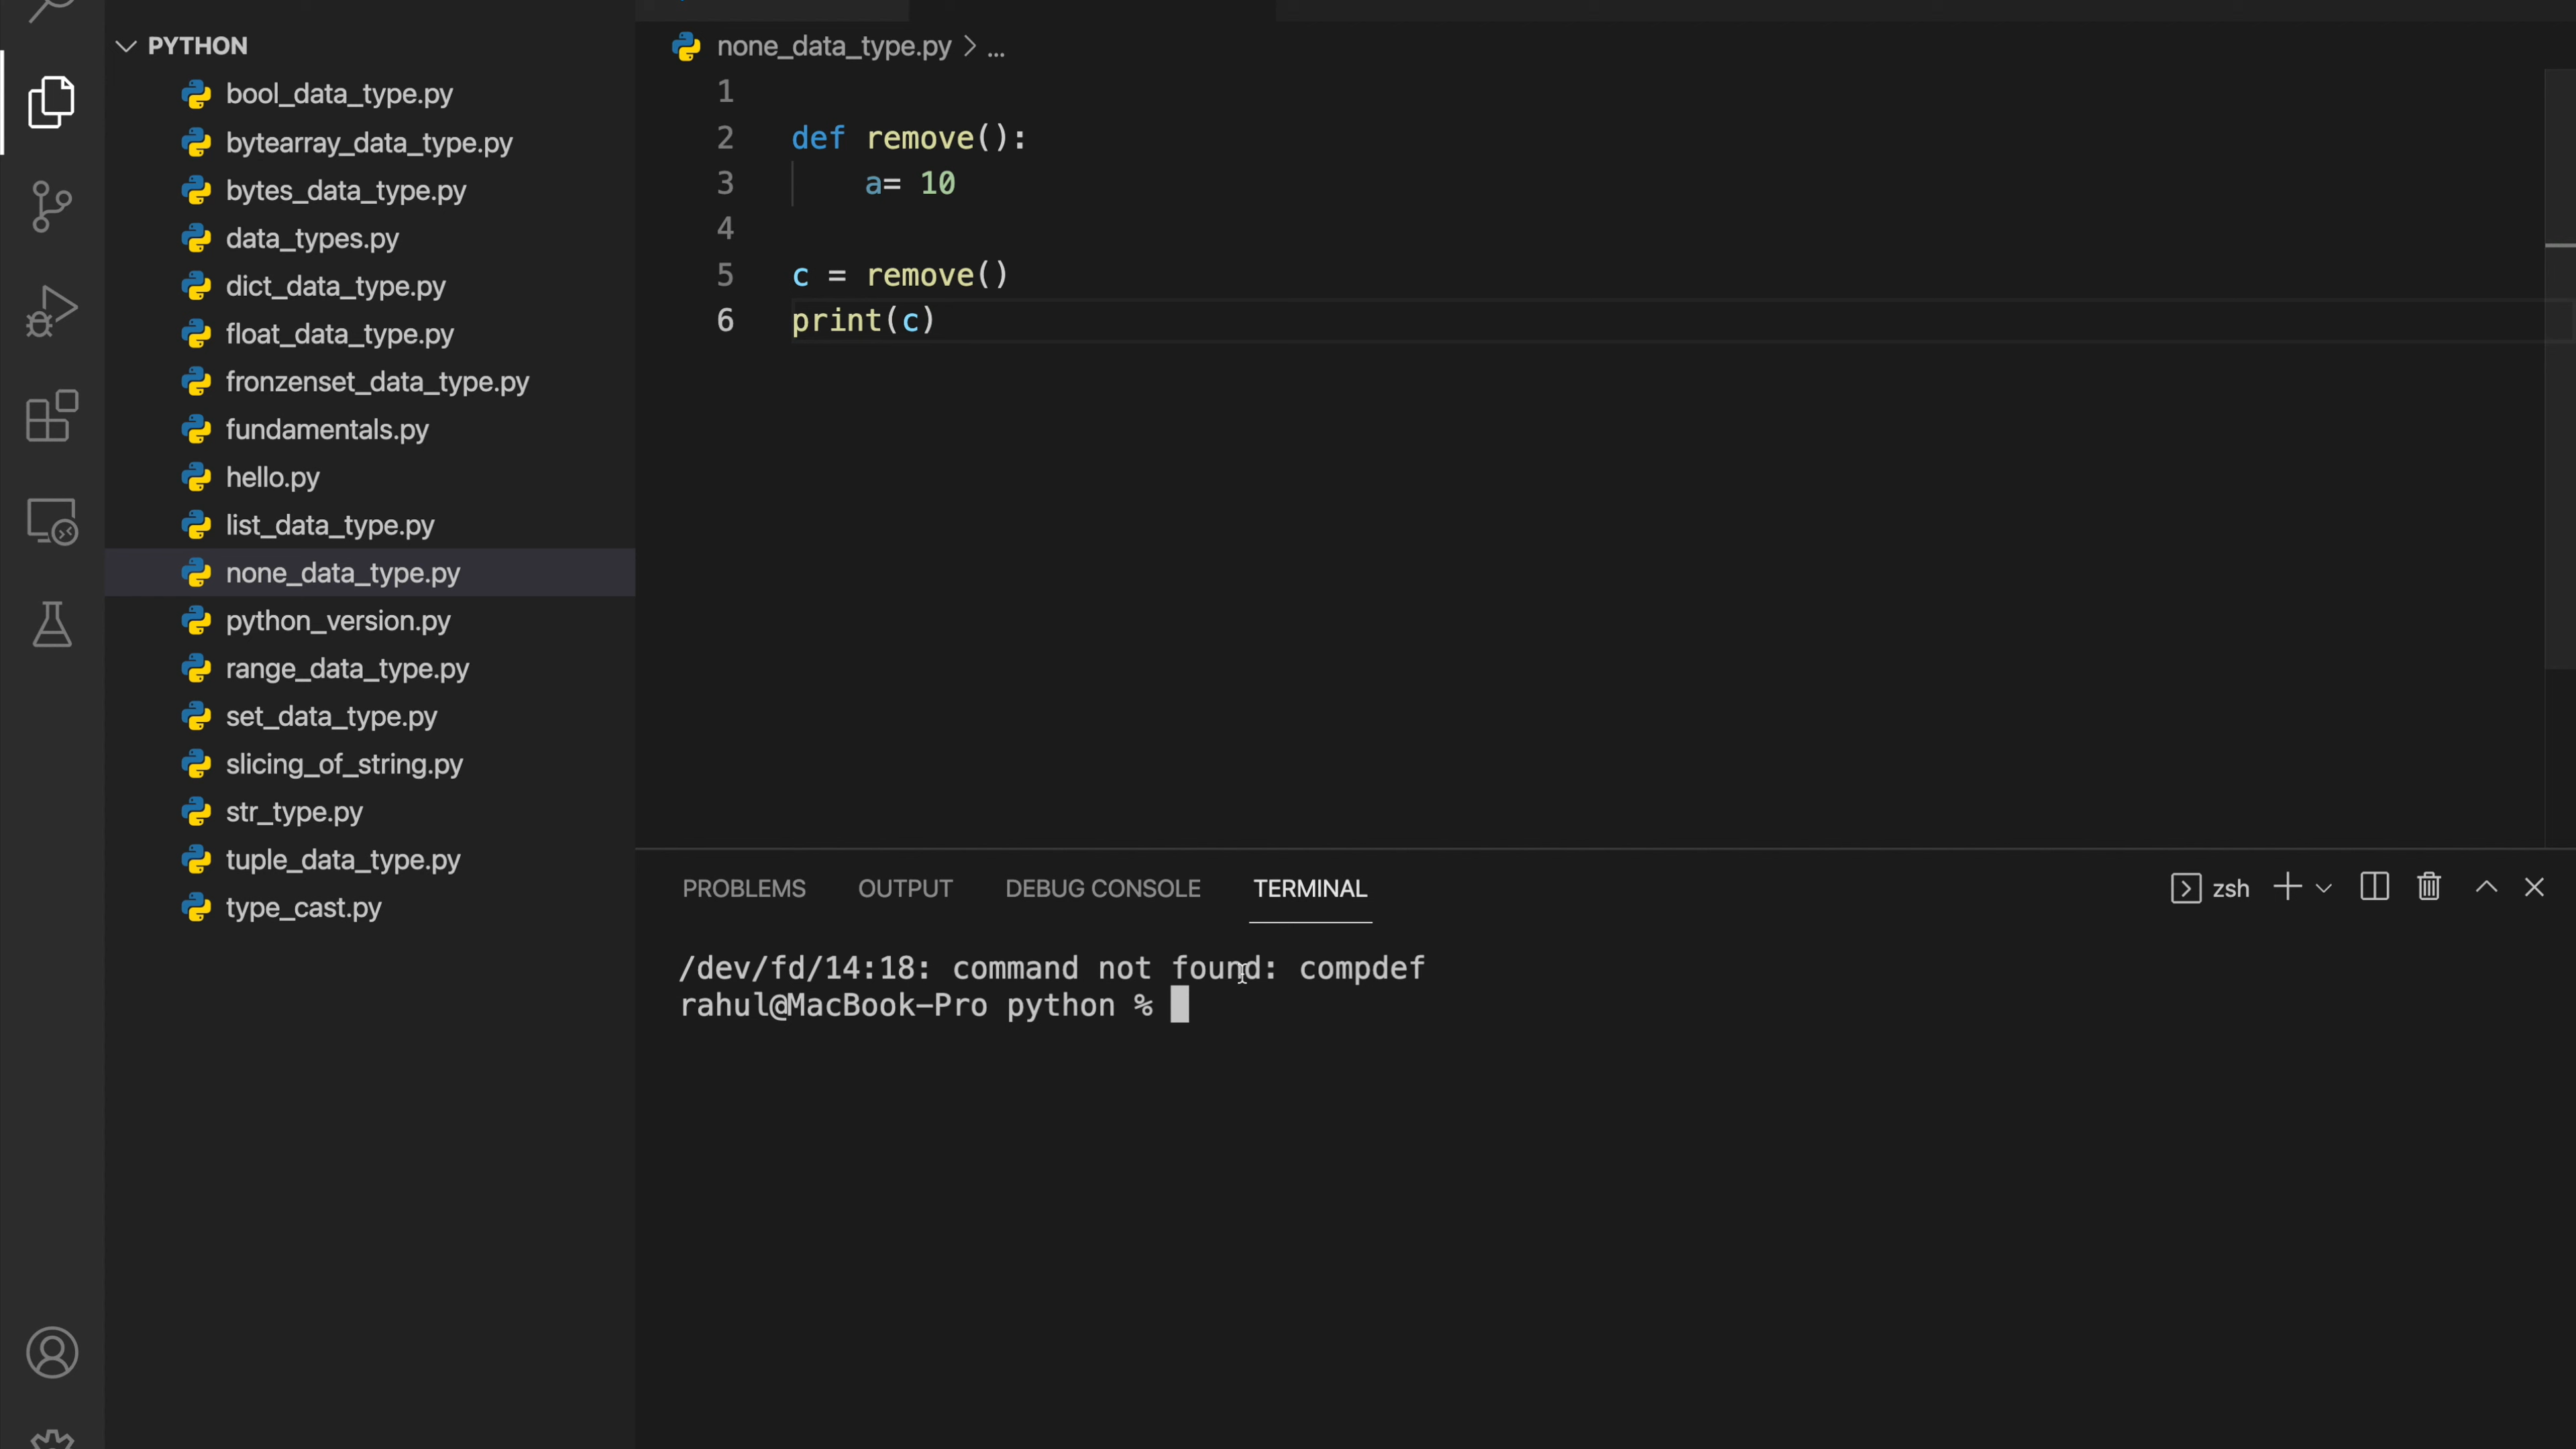 PYTHON
bool_data_type.py
bytearray_data_type.py
bytes_data_type.py
data_types.py
dict_data_type.py
float_data_type.py
fronzenset_data_type.py
fundamentals.py
hello.py
list_data_type.py
none_data_type.py
python_version.py
range_data_type.py
set_data_type.py
slicing_of_string.py
str_type.py
tuple_data_type.py
type_cast.py
none_data_type.py > ...
1
2 def remove():
3 a= 10
4
5 c = remove()
6 print(c)
PROBLEMS OUTPUT DEBUG CONSOLE TERMINAL zsh
/dev/fd/14:18: command not found: compdef
rahul@MacBook-Pro python %